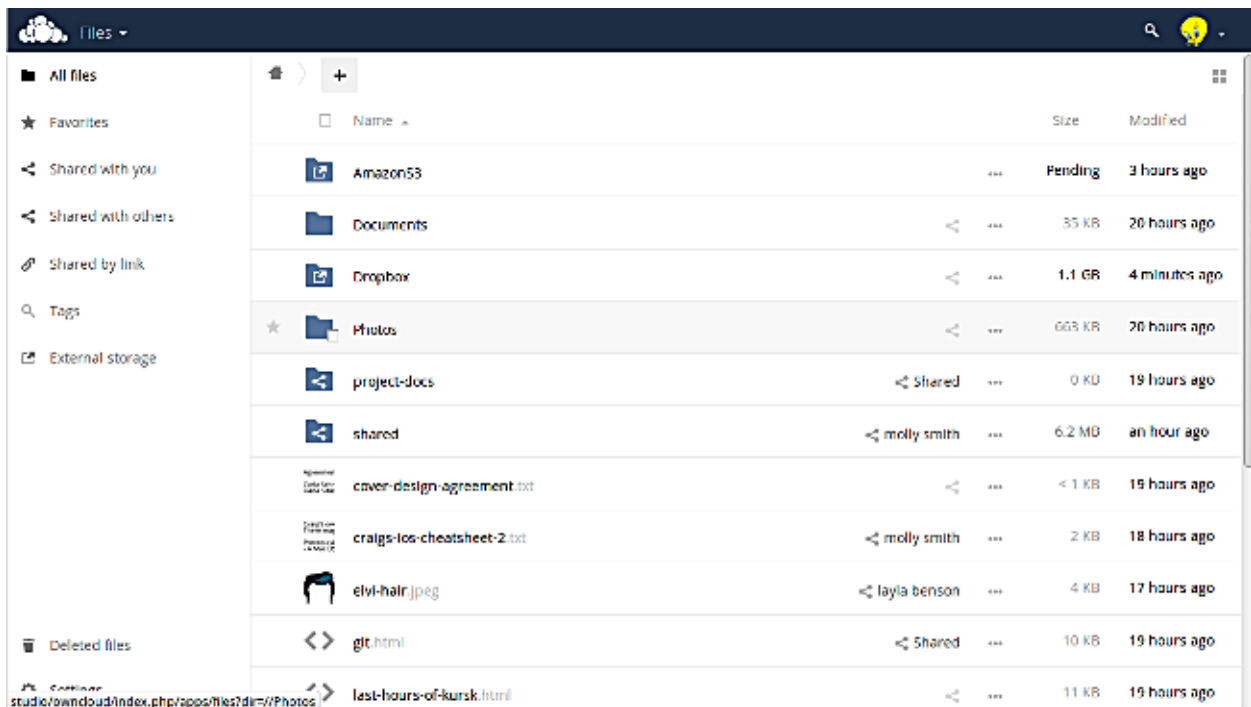 Files
All files
Favorites
Shared with you
Shared with others
Shared by link
Tags
External storage
Deleted files
Settings
studio/owncloud/index.php/apps/files?dir=//Photos
+
Name Size Modified
AmazonS3 ... Pending 3 hours ago
Documents ... 35 KB 20 hours ago
Dropbox ... 1.1 GB 4 minutes ago
Photos ... 663 KB 20 hours ago
project-docs Shared ... 0 KB 19 hours ago
shared molly smith ... 6.2 MB an hour ago
cover-design-agreement.txt ... < 1 KB 19 hours ago
craigs-ios-cheatsheet-2.txt molly smith ... 2 KB 18 hours ago
elvi-hair.jpeg layla benson ... 4 KB 17 hours ago
git.html Shared ... 10 KB 19 hours ago
last-hours-of-kursk.html ... 11 KB 19 hours ago